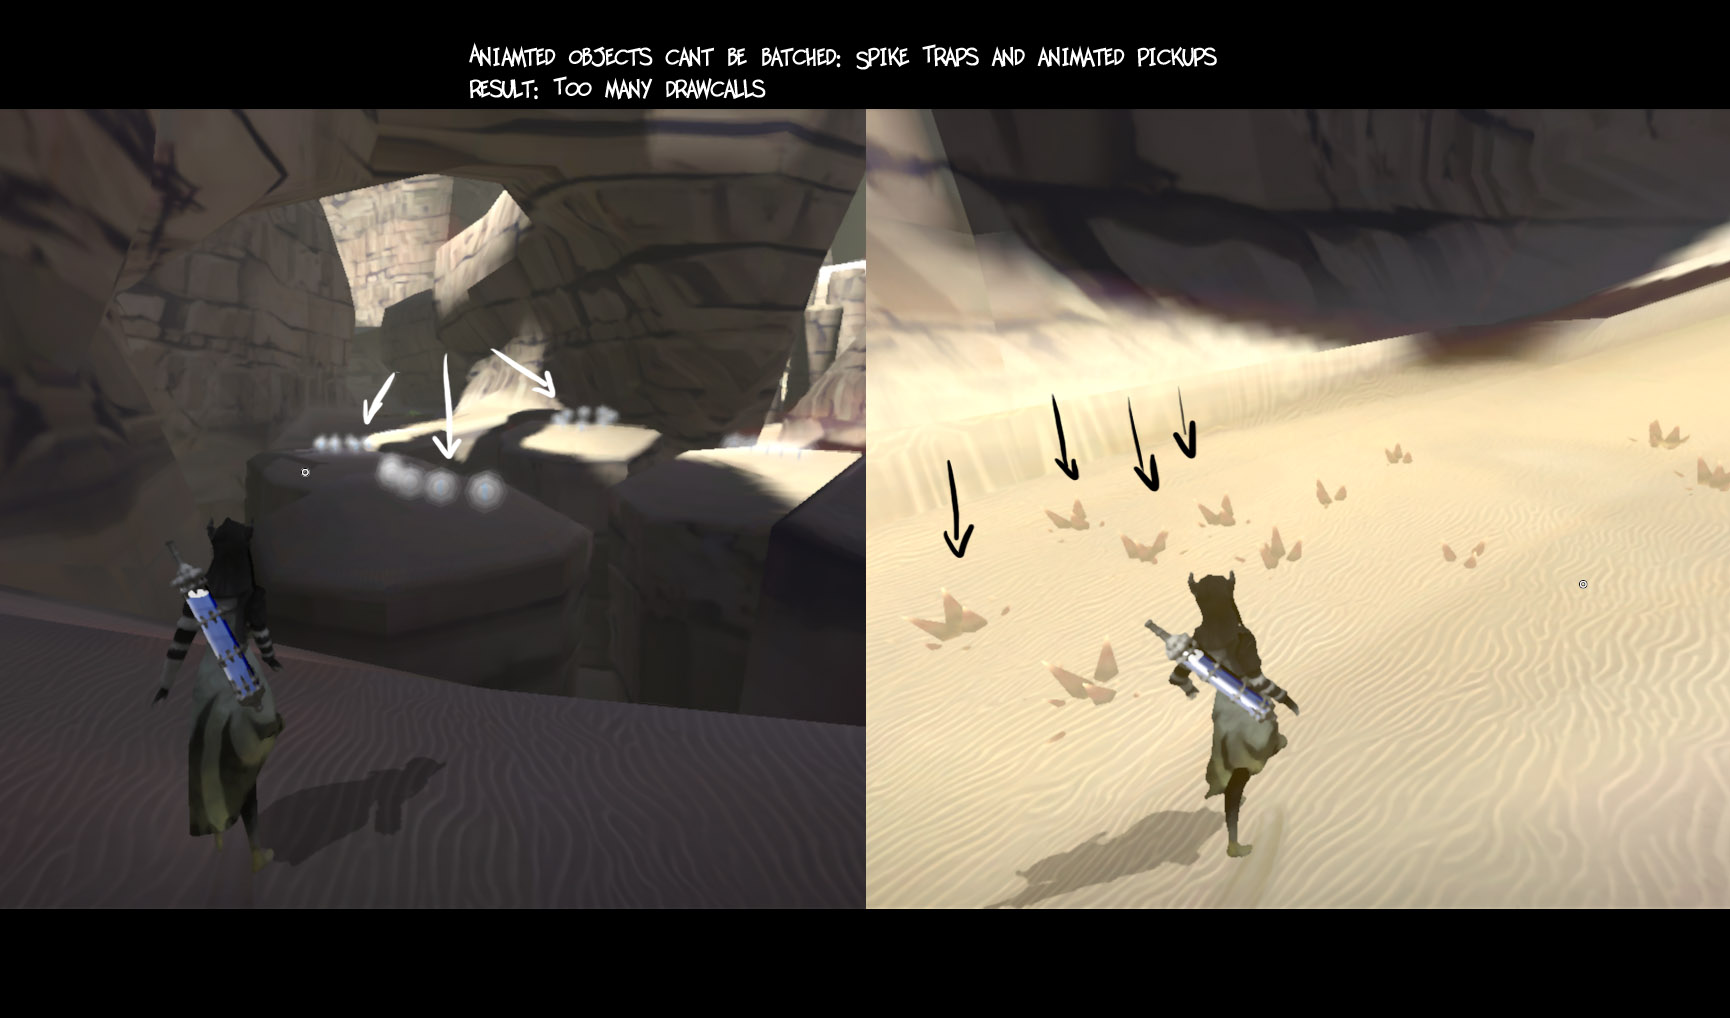 Aniamted objects cant be batched: spike traps and animated pickups
Result: Too many drawcalls